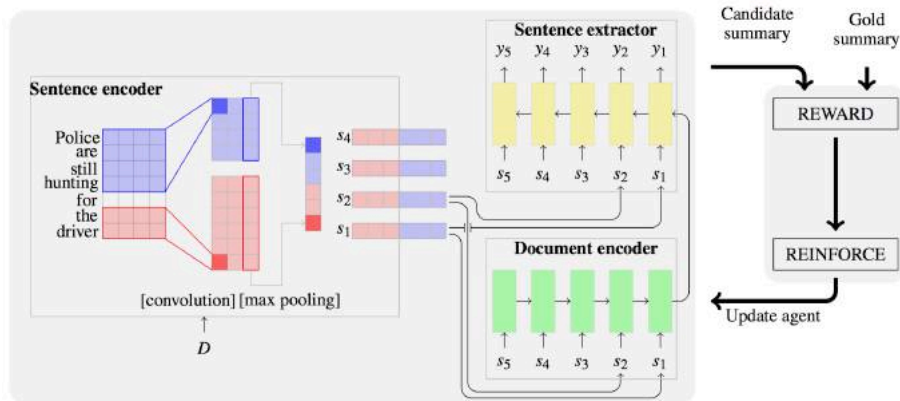 Sentence encoder
Police
are
still
hunting
for
the
driver
[convolution] [max pooling]
D
s4
s3
s2
s1
Sentence extractor
y5 y4 y3 y2 y1
s5 s4 s3 s2 s1
Document encoder
s5 s4 s3 s2 s1
Candidate
summary
Gold
summary
REWARD
REINFORCE
Update agent